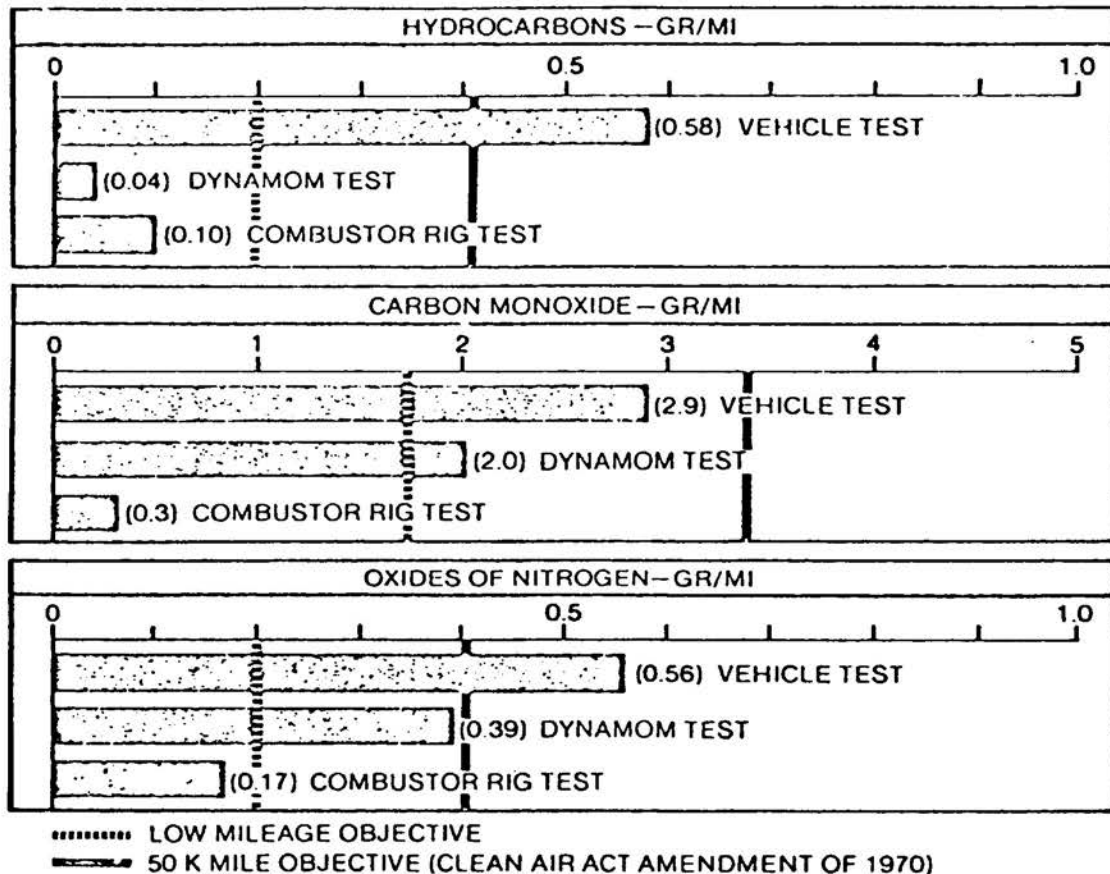 HYDROCARBONS—GR/MI
0 0.5 1.0
(0.58) VEHICLE TEST
(0.04) DYNAMOM TEST
(0.10) COMBUSTOR RIG TEST
CARBON MONOXIDE—GR/MI
0 1 2 3 4 5
(2.9) VEHICLE TEST
(2.0) DYNAMOM TEST
(0.3) COMBUSTOR RIG TEST
OXIDES OF NITROGEN—GR/MI
0 0.5 1.0
(0.56) VEHICLE TEST
(0.39) DYNAMOM TEST
(0.17) COMBUSTOR RIG TEST
LOW MILEAGE OBJECTIVE
50 K MILE OBJECTIVE (CLEAN AIR ACT AMENDMENT OF 1970)